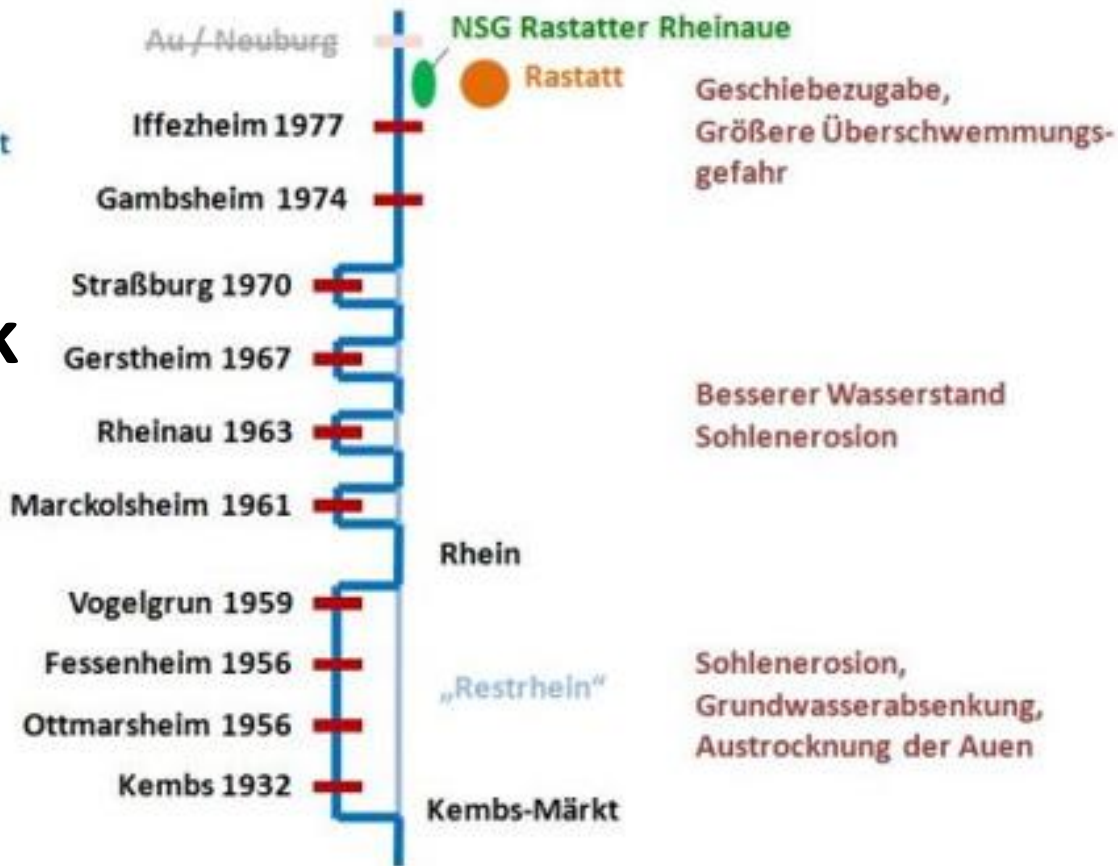 Au / Neuburg
NSG Rastatter Rheinaue
Rastatt
Iffezheim 1977
Geschiebezugabe,
Größere Überschwemmungs-
gefahr
t
Gambsheim 1974
Straßburg 1970
k
Gerstheim 1967
Rheinau 1963
Besserer Wasserstand
Sohlenerosion
Marckolsheim 1961
Rhein
Vogelgrun 1959
Fessenheim 1956
„Restrhein“
Sohlenerosion,
Grundwasserabsenkung,
Austrocknung der Auen
Ottmarsheim 1956
Kembs 1932
Kembs-Märkt